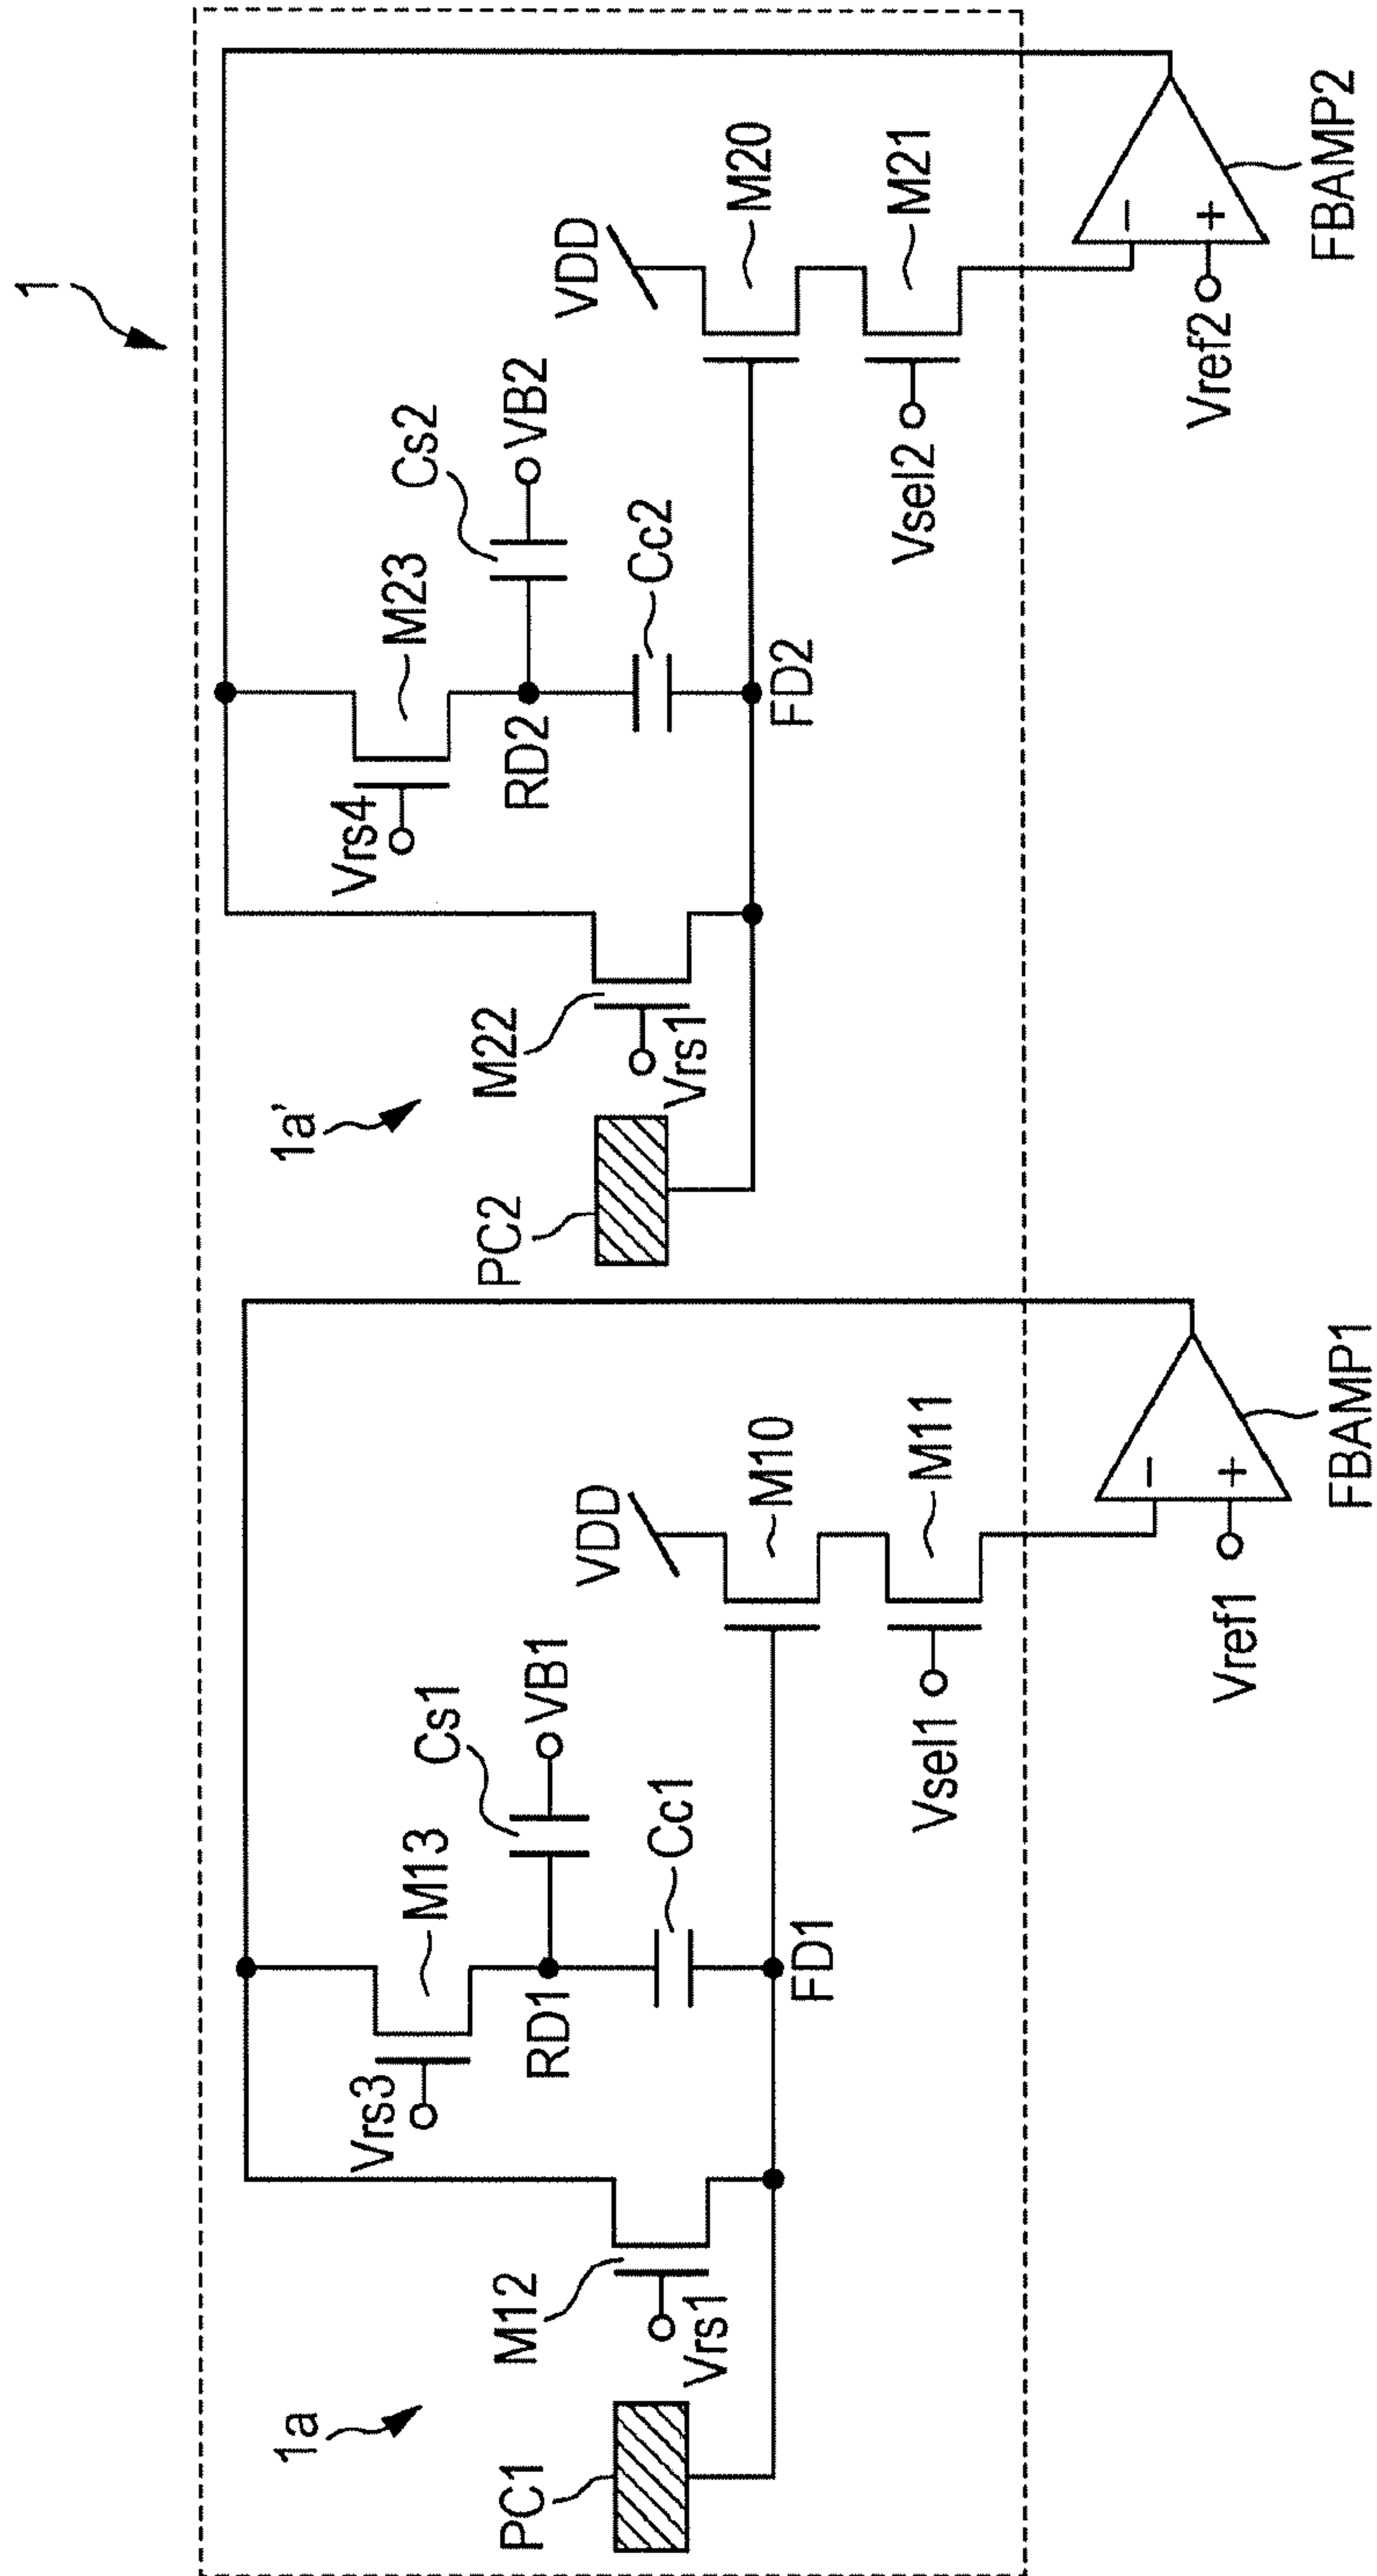 1
1a
PC1
M12
Vrs1
Vrs3
M13
RD1
Cs1
VB1
Cc1
FD1
VDD
M10
M11
Vsel1
Vref1
−
+
FBAMP1
1a'
PC2
M22
Vrs1
Vrs4
M23
RD2
Cs2
VB2
Cc2
FD2
VDD
M20
M21
Vsel2
Vref2
−
+
FBAMP2